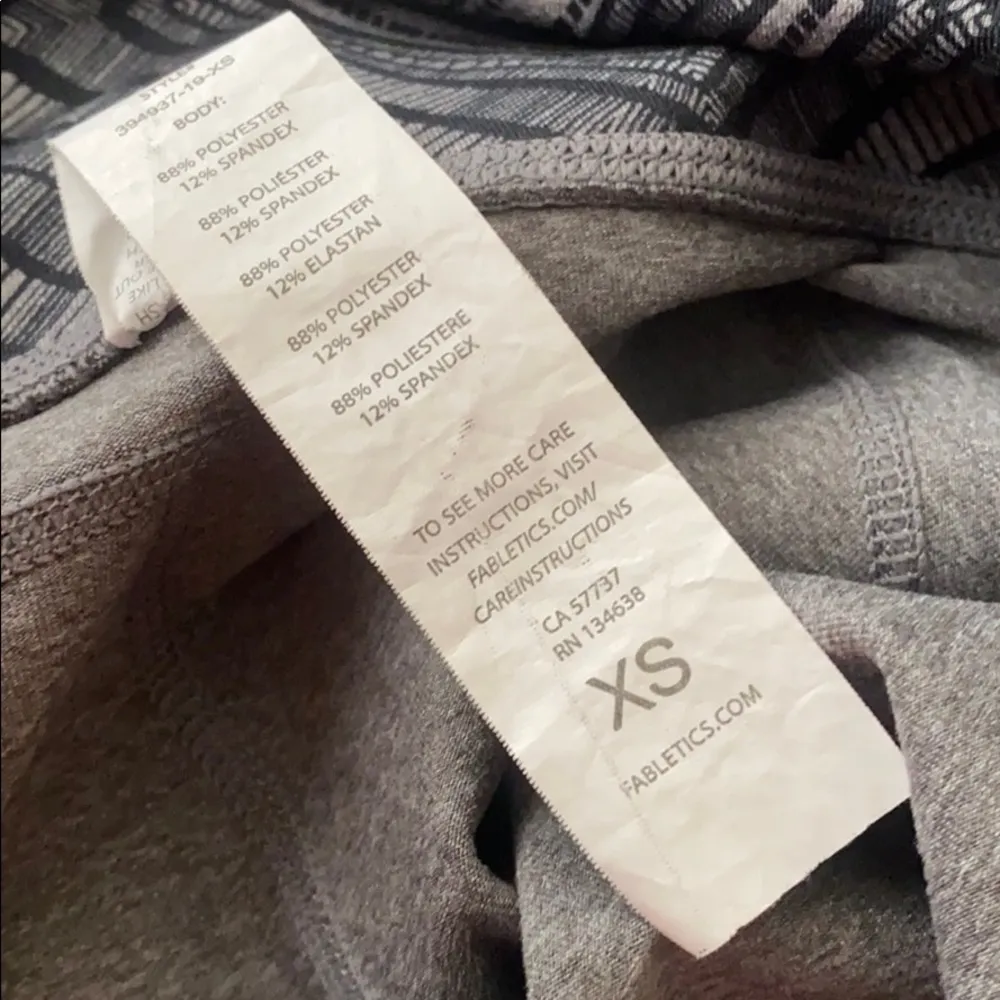 STYLE#
394937-19-XS
BODY:
88% POLYESTER
12% SPANDEX
88% POLIÉSTER
12% SPANDEX
88% POLYESTER
12% ELASTAN
88% POLYESTER
12% SPANDEX
88% POLIESTERE
12% SPANDEX
TO SEE MORE CARE
INSTRUCTIONS, VISIT
FABLETICS.COM/
CAREINSTRUCTIONS
CA 57737
RN 134638
XS
FABLETICS.COM
LIKE